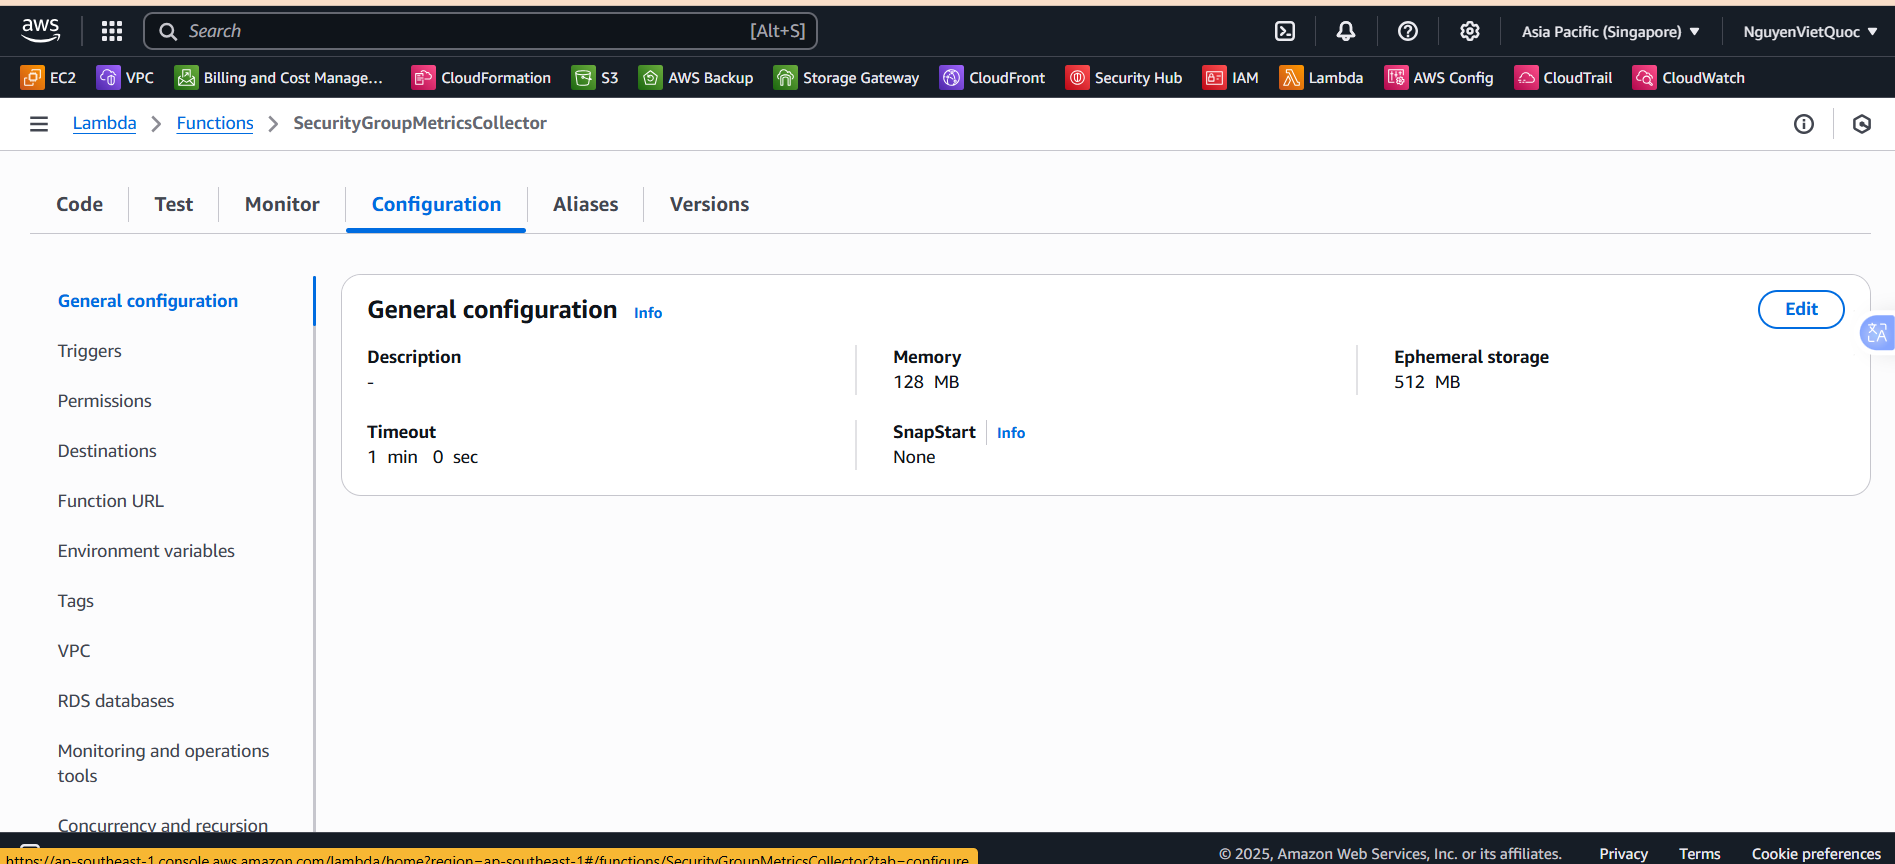 aws
Search [Alt+S]
Asia Pacific (Singapore) ▼
NguyenVietQuoc ▼
EC2 VPC Billing and Cost Manage... CloudFormation S3 AWS Backup Storage Gateway CloudFront Security Hub IAM Lambda AWS Config CloudTrail CloudWatch
Lambda > Functions > SecurityGroupMetricsCollector
Code Test Monitor Configuration Aliases Versions
General configuration
Triggers
Permissions
Destinations
Function URL
Environment variables
Tags
VPC
RDS databases
Monitoring and operations
tools
Concurrency and recursion
General configuration Info
Edit
Description
-
Memory
128 MB
Ephemeral storage
512 MB
Timeout
1 min 0 sec
SnapStart Info
None
https://ap-southeast-1.console.aws.amazon.com/lambda/home?region=ap-southeast-1#/functions/SecurityGroupMetricsCollector?tab=configure
© 2025, Amazon Web Services, Inc. or its affiliates. Privacy Terms Cookie preferences